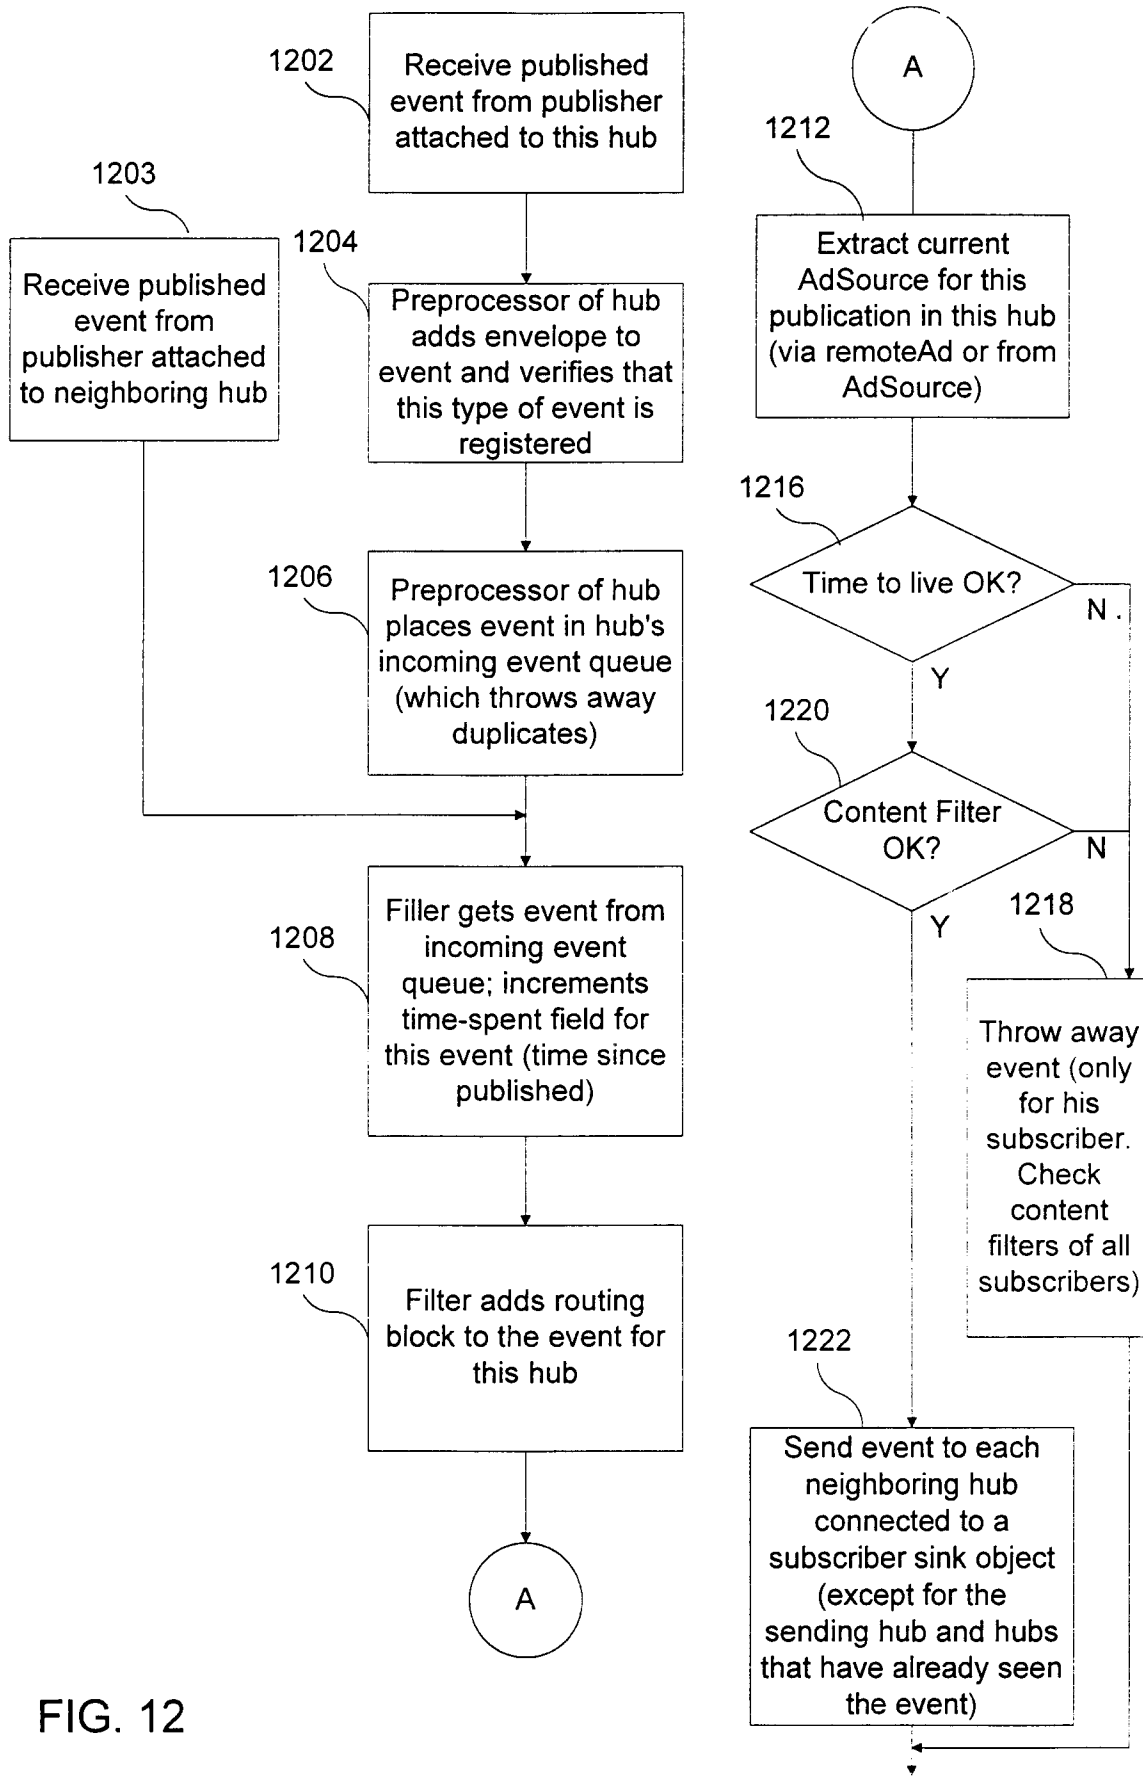 1202
Receive published
event from publisher
attached to this hub
1203
Receive published
event from
publisher attached
to neighboring hub
1204
Preprocessor of hub
adds envelope to
event and verifies that
this type of event is
registered
1206
Preprocessor of hub
places event in hub's
incoming event queue
(which throws away
duplicates)
1208
Filler gets event from
incoming event
queue; increments
time-spent field for
this event (time since
published)
1210
Filter adds routing
block to the event for
this hub
A
A
1212
Extract current
AdSource for this
publication in this hub
(via remoteAd or from
AdSource)
1216
Time to live OK?
N .
Y
1220
Content Filter
OK?
N
Y
1218
Throw away
event (only
for his
subscriber.
Check
content
filters of all
subscribers)
1222
Send event to each
neighboring hub
connected to a
subscriber sink object
(except for the
sending hub and hubs
that have already seen
the event)
FIG. 12